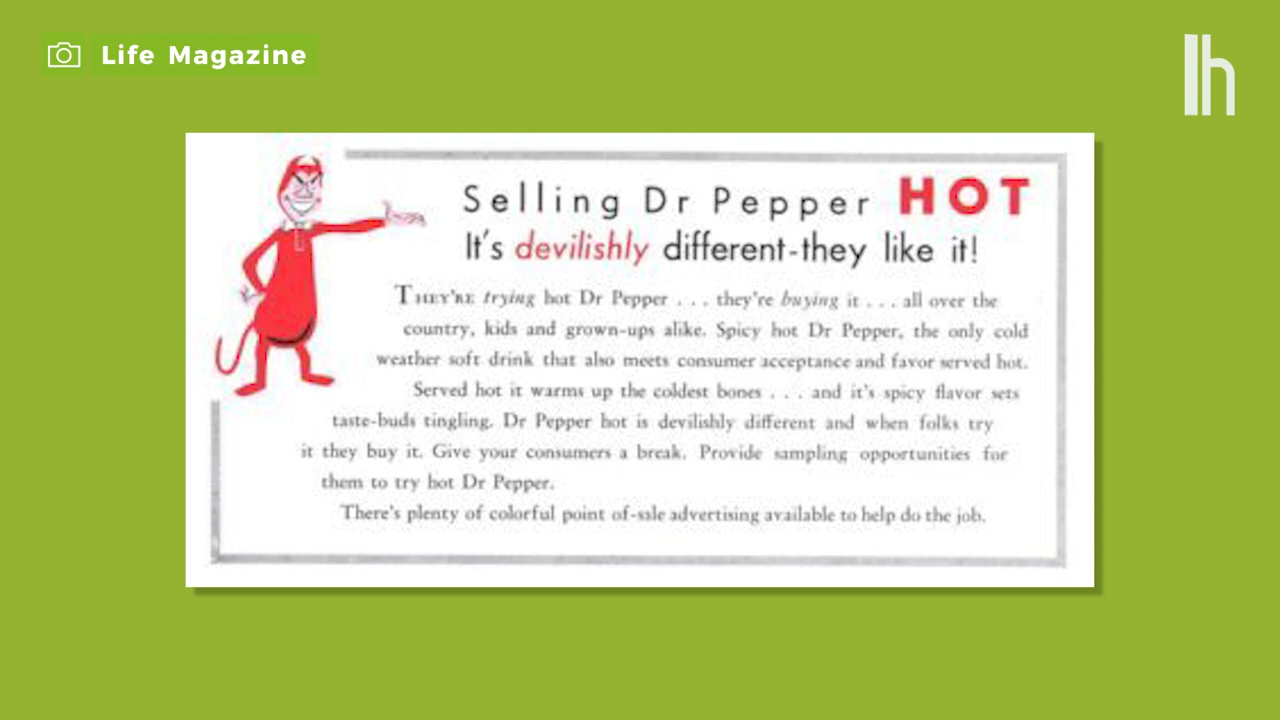 Life Magazine
lh
Selling Dr Pepper HOT
It's devilishly different-they like it!
THEY'RE trying hot Dr Pepper . . . they're buying it . . . all over the
country, kids and grown-ups alike. Spicy hot Dr Pepper, the only cold
weather soft drink that also meets consumer acceptance and favor served hot.
Served hot it warms up the coldest bones . . . and it's spicy flavor sets
taste-buds tingling. Dr Pepper hot is devilishly different and when folks try
it they buy it. Give your consumers a break. Provide sampling opportunities for
them to try hot Dr Pepper.
There's plenty of colorful point of-sale advertising available to help do the job.